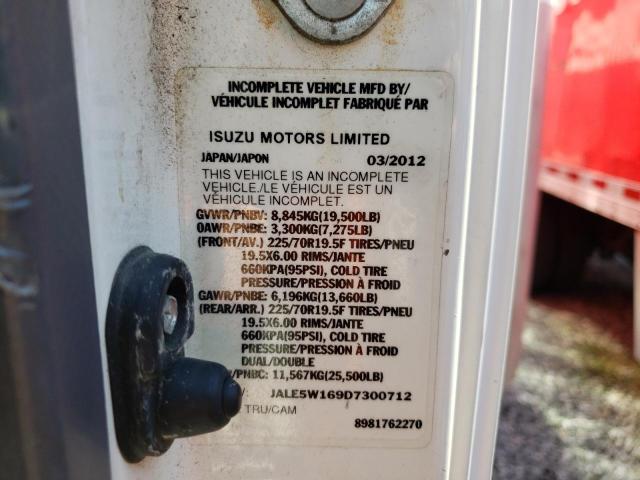 INCOMPLETE VEHICLE MFD BY/
VÉHICULE INCOMPLET FABRIQUÉ PAR
ISUZU MOTORS LIMITED
JAPAN/JAPON 03/2012
THIS VEHICLE IS AN INCOMPLETE
VEHICLE./LE VÉHICULE EST UN
VÉHICULE INCOMPLET.
GVWR/PNBV: 8,845KG(19,500LB)
0AWR/PNBE: 3,300KG(7,275LB)
(FRONT/AV.) 225/70R19.5F TIRES/PNEU
19.5X6.00 RIMS/JANTE
660KPA(95PSI), COLD TIRE
PRESSURE/PRESSION À FROID
GAWR/PNBE: 6,196KG(13,660LB)
(REAR/ARR.) 225/70R19.5F TIRES/PNEU
19.5X6.00 RIMS/JANTE
660KPA(95PSI), COLD TIRE
PRESSURE/PRESSION À FROID
DUAL/DOUBLE
/PNBC: 11,567KG(25,500LB)
JALE5W169D7300712
: TRU/CAM
8981762270